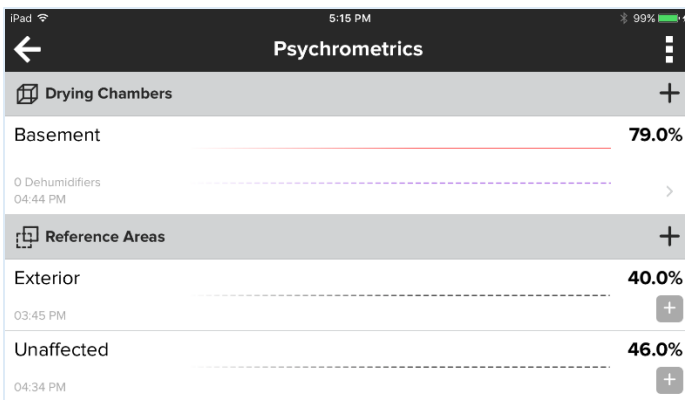 iPad 5:15 PM 99%
Psychrometrics
Drying Chambers
Basement 79.0%
0 Dehumidifiers
04:44 PM
Reference Areas
Exterior 40.0%
03:45 PM
Unaffected 46.0%
04:34 PM